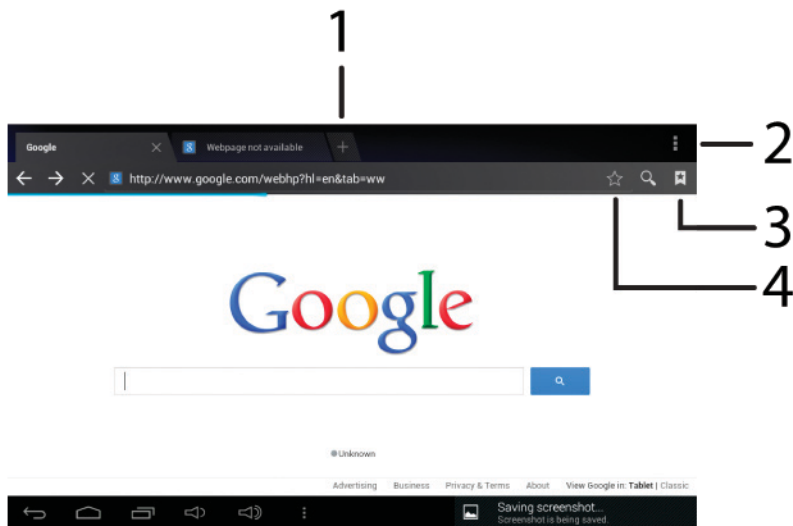 1
Google
Webpage not available
2
http://www.google.com/webhp?hl=en&tab=ww
3
4
Google
Unknown
Advertising Business Privacy & Terms About View Google in: Tablet | Classic
Saving screenshot...
Screenshot is being saved.